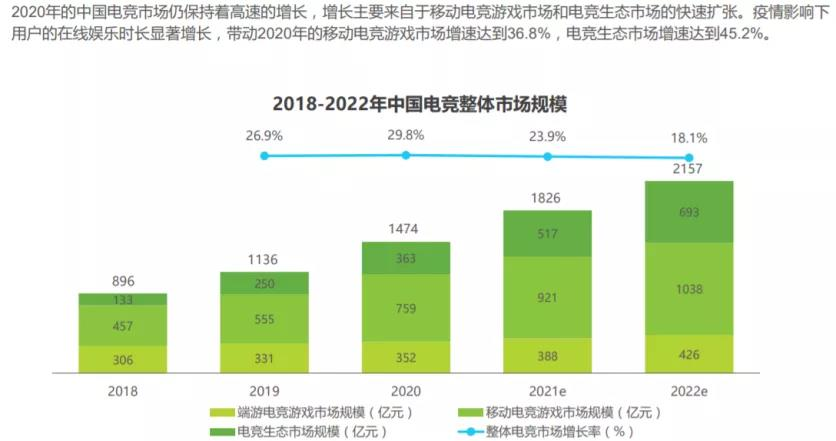 2020年的中国电竞市场仍保持着高速的增长，增长主要来自于移动电竞游戏市场和电竞生态市场的快速扩张。疫情影响下
用户的在线娱乐时长显著增长，带动2020年的移动电竞游戏市场增速达到36.8%，电竞生态市场增速达到45.2%。
2018-2022年中国电竞整体市场规模
26.9% 29.8% 23.9% 18.1%
2157
1826
693
1474
517
1136
363
896
250
133
1038
921
759
555
457
306 331 352 388 426
2018 2019 2020 2021e 2022e
端游电竞游戏市场规模（亿元） 移动电竞游戏市场规模（亿元）
电竞生态市场规模（亿元） 整体电竞市场增长率（%）